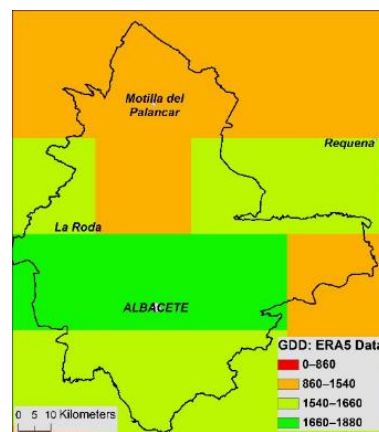 Motilla del
Palancar
Requena
La Roda
ALBACETE
GDD: ERA5 Data
0–860
860–1540
1540–1660
1660–1880
0 5 10 Kilometers